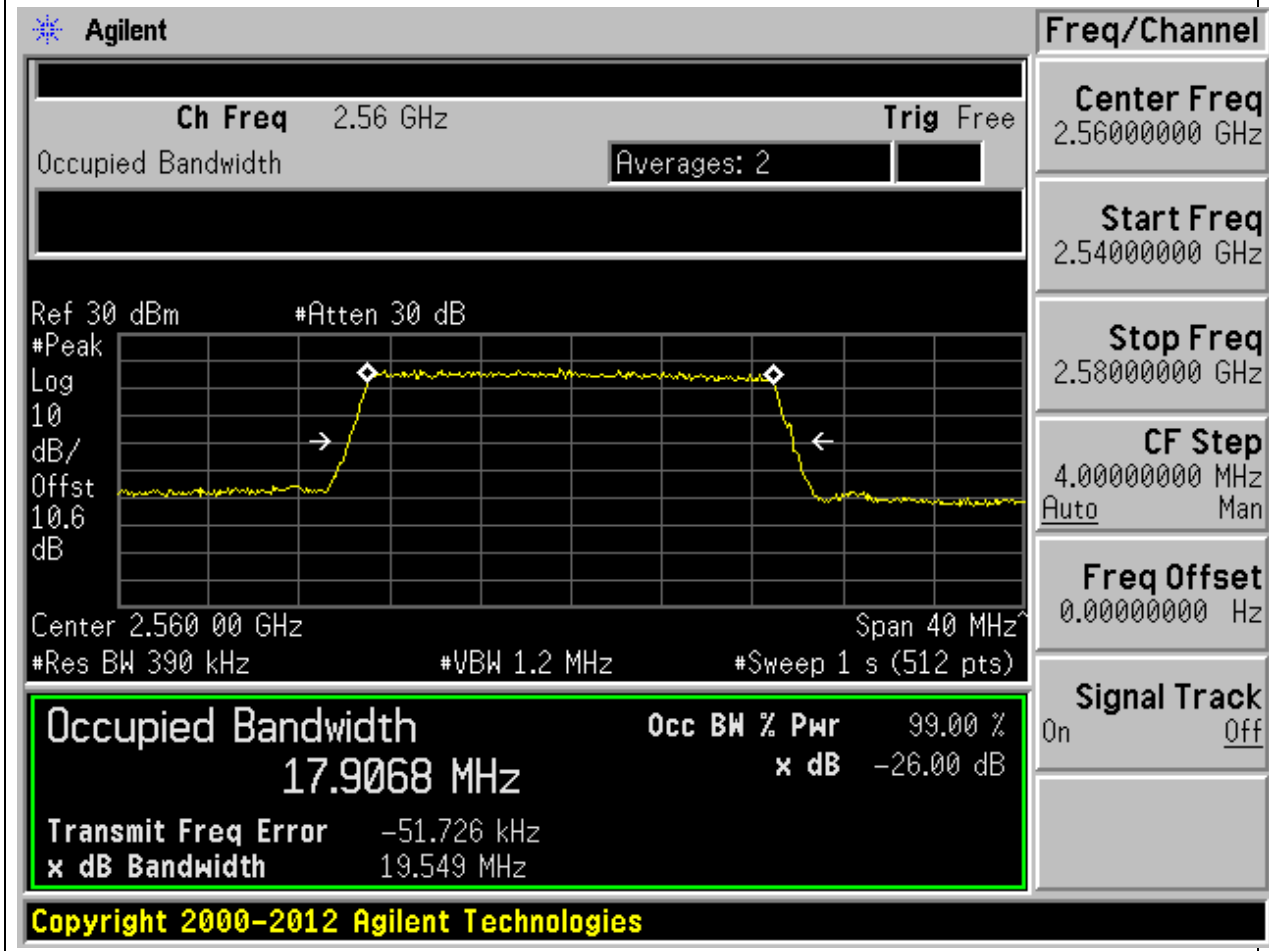 Agilent
Freq/Channel
Ch Freq 2.56 GHz Trig Free
Occupied Bandwidth Averages: 2
Center Freq
2.56000000 GHz
Start Freq
2.54000000 GHz
Stop Freq
2.58000000 GHz
CF Step
4.00000000 MHz
Auto Man
Freq Offset
0.00000000 Hz
Signal Track
On Off
Ref 30 dBm #Atten 30 dB
#Peak
Log
10
dB/
Offst
10.6
dB
Center 2.560 00 GHz Span 40 MHz^
#Res BW 390 kHz #VBW 1.2 MHz #Sweep 1 s (512 pts)
Occupied Bandwidth Occ BW % Pwr 99.00 %
17.9068 MHz x dB -26.00 dB
Transmit Freq Error -51.726 kHz
x dB Bandwidth 19.549 MHz
Copyright 2000-2012 Agilent Technologies